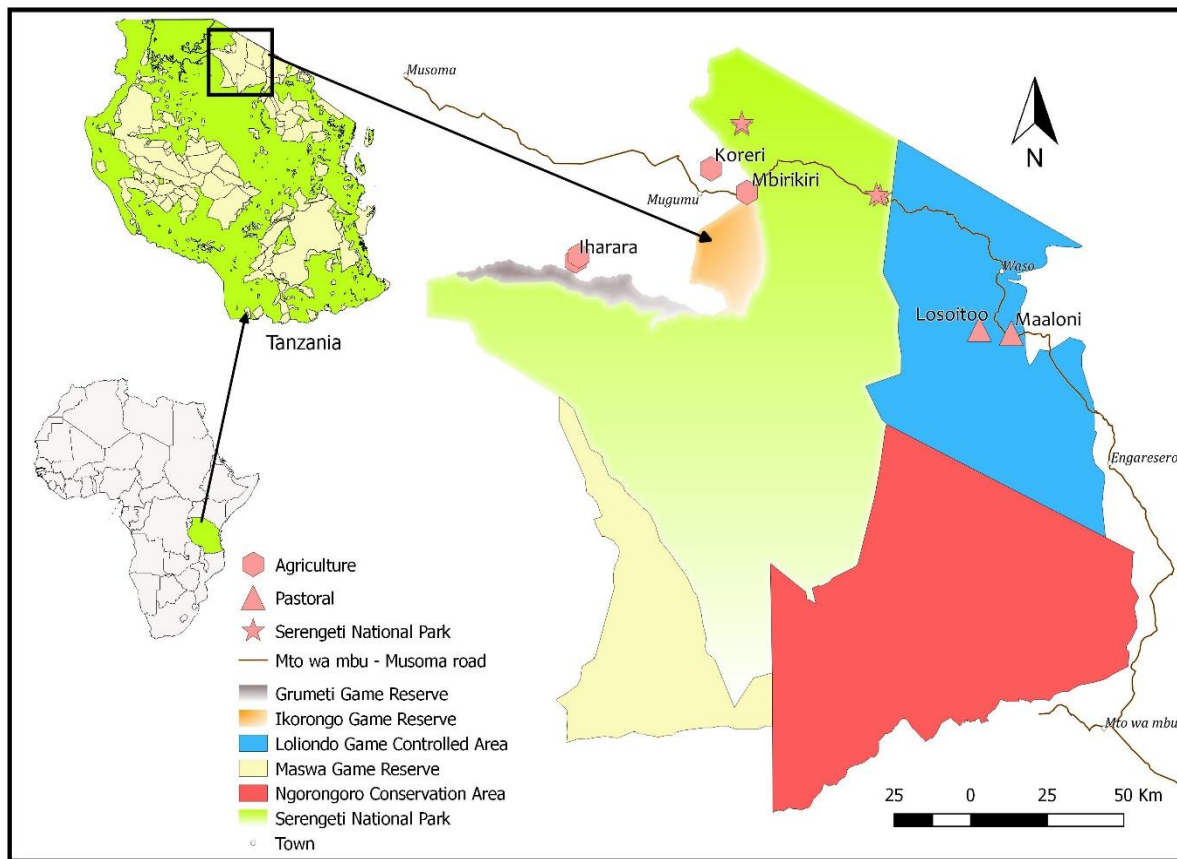 Musoma
Koreri
Mbirikiri
Mugumu
Iharara
N
Waso
Losoitoo
Maaloni
Tanzania
Engaresero
Agriculture
Pastoral
Serengeti National Park
Mto wa mbu - Musoma road
Grumeti Game Reserve
Ikorongo Game Reserve
Loliondo Game Controlled Area
Maswa Game Reserve
Ngorongoro Conservation Area
Serengeti National Park
Town
Mto wa mbu
25 0 25 50 Km